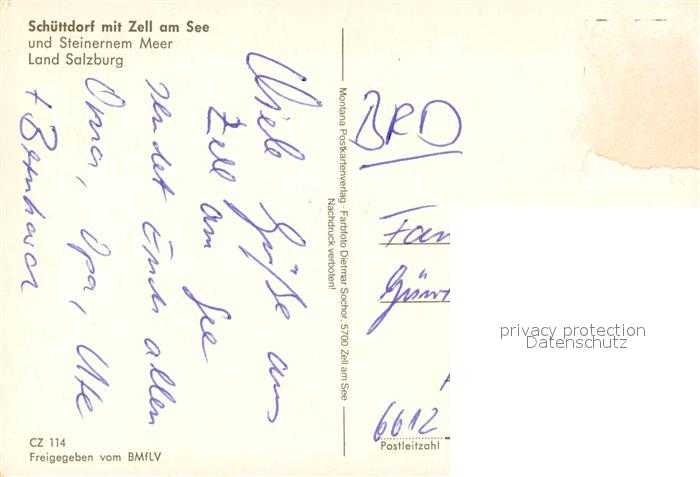 Schüttdorf mit Zell am See
und Steinernem Meer
Land Salzburg
Viele Grüße aus
Zell am See
sendet Euch allen
Oma, Opa, Ute
+ Bernhard
CZ 114
Freigegeben vom BMfLV
Montana Postkartenverlag · Farbfoto Dietmar Sochor, 5700 Zell am See
Nachdruck verboten!
BRD
Fam
6612
Postleitzahl
privacy protection
Datenschutz